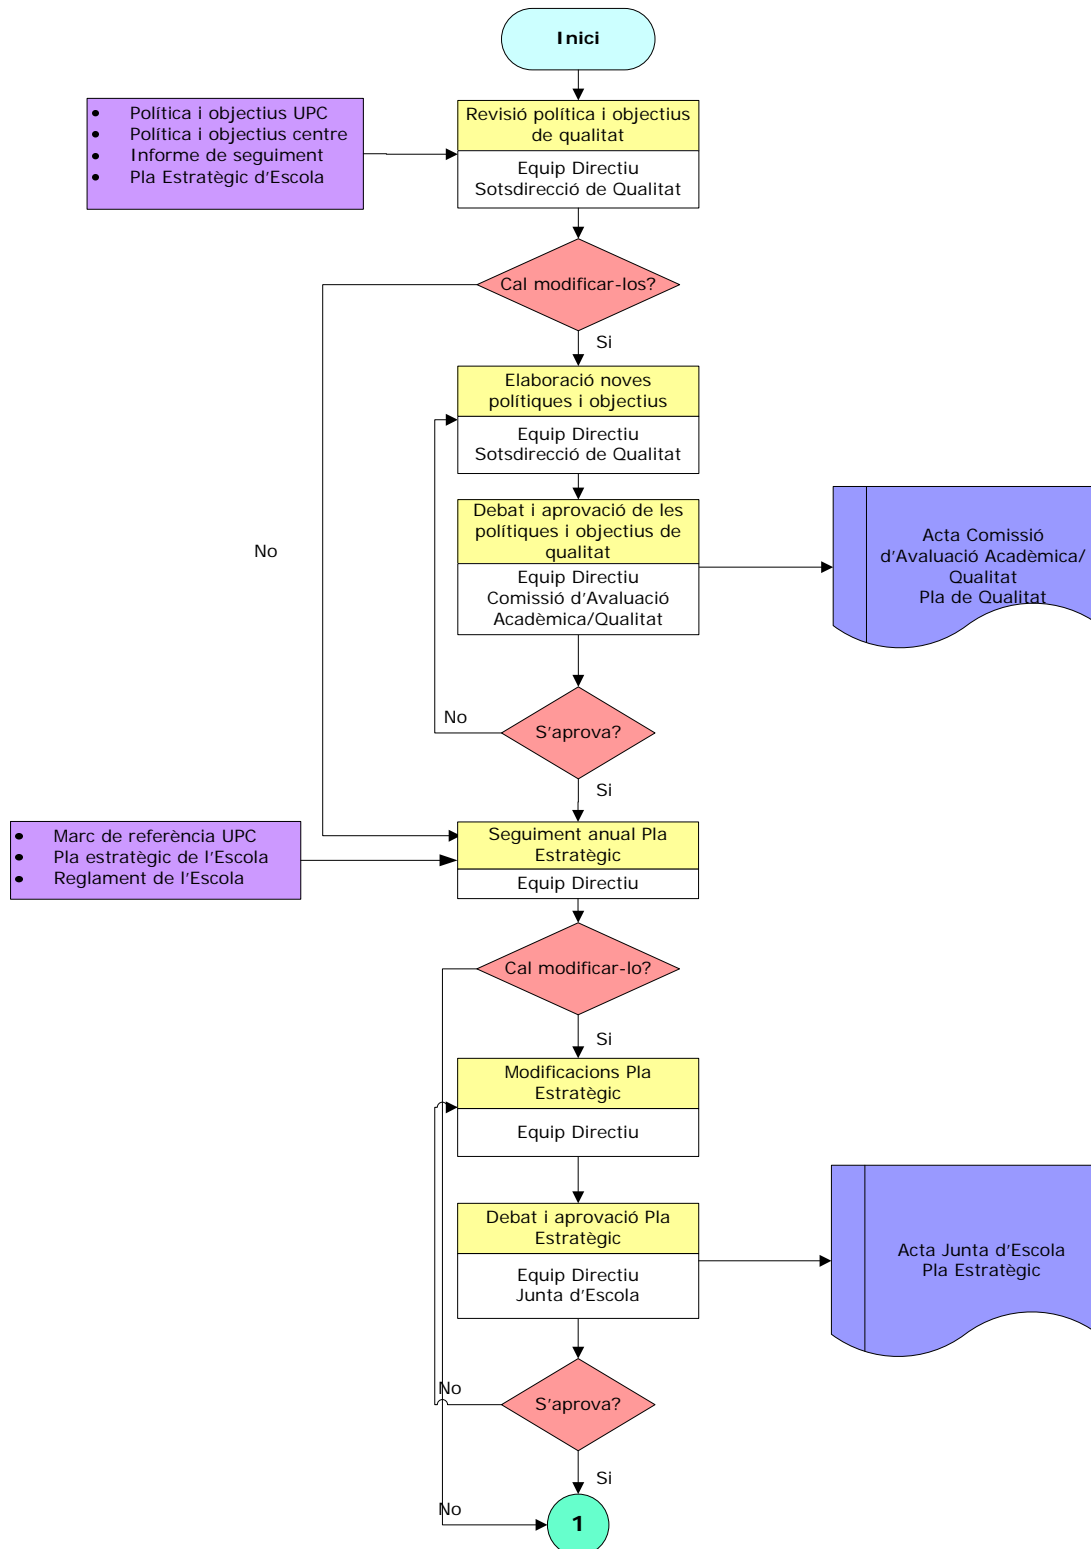 Inici
• Política i objectius UPC
• Política i objectius centre
• Informe de seguiment
• Pla Estratègic d'Escola
Revisió política i objectius
de qualitat
Equip Directiu
Sotsdirecció de Qualitat
Cal modificar-los?
Si
Elaboració noves
polítiques i objectius
Equip Directiu
Sotsdirecció de Qualitat
Debat i aprovació de les
polítiques i objectius de
qualitat
Equip Directiu
Comissió d'Avaluació
Acadèmica/Qualitat
Acta Comissió
d'Avaluació Acadèmica/
Qualitat
Pla de Qualitat
No
No
S'aprova?
Si
• Marc de referència UPC
• Pla estratègic de l'Escola
• Reglament de l'Escola
Seguiment anual Pla
Estratègic
Equip Directiu
Cal modificar-lo?
Si
Modificacions Pla
Estratègic
Equip Directiu
Debat i aprovació Pla
Estratègic
Equip Directiu
Junta d'Escola
Acta Junta d'Escola
Pla Estratègic
No
S'aprova?
Si
No
1